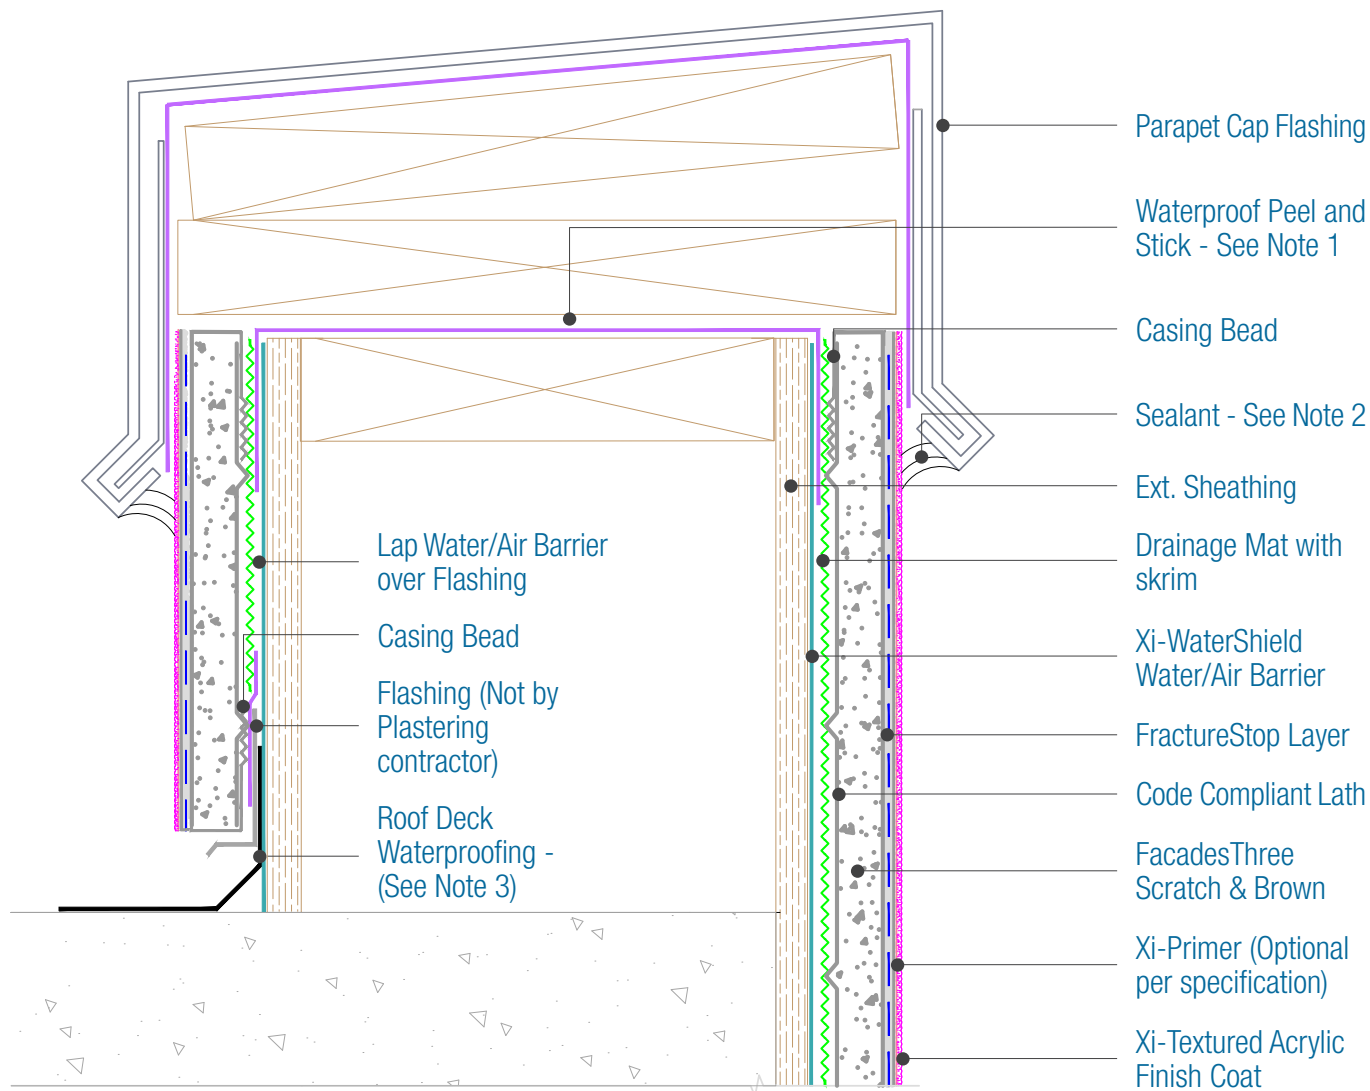 Parapet Cap Flashing
Waterproof Peel and
Stick - See Note 1
Casing Bead
Sealant - See Note 2
Ext. Sheathing
Drainage Mat with
skrim
Xi-WaterShield
Water/Air Barrier
FractureStop Layer
Code Compliant Lath
FacadesThree
Scratch & Brown
Xi-Primer (Optional
per specification)
Xi-Textured Acrylic
Finish Coat
Lap Water/Air Barrier
over Flashing
Casing Bead
Flashing (Not by
Plastering
contractor)
Roof Deck
Waterproofing -
(See Note 3)